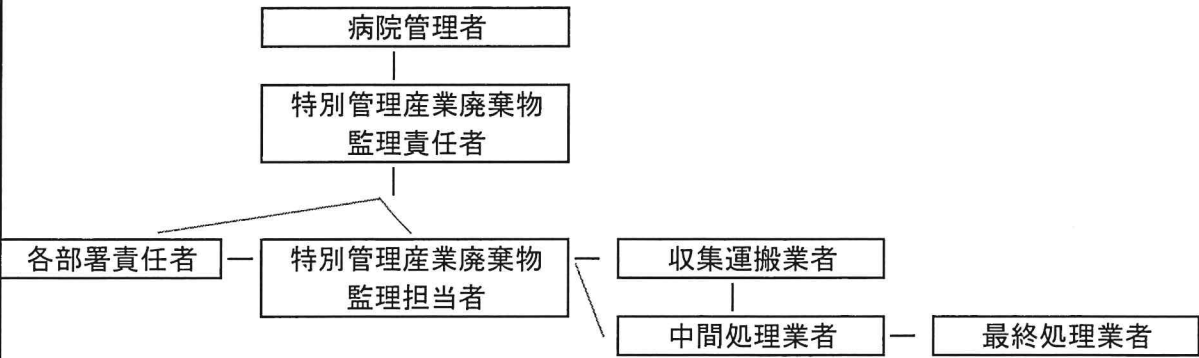 病院管理者
特別管理産業廃棄物
監理責任者
各部署責任者
特別管理産業廃棄物
監理担当者
収集運搬業者
中間処理業者
最終処理業者